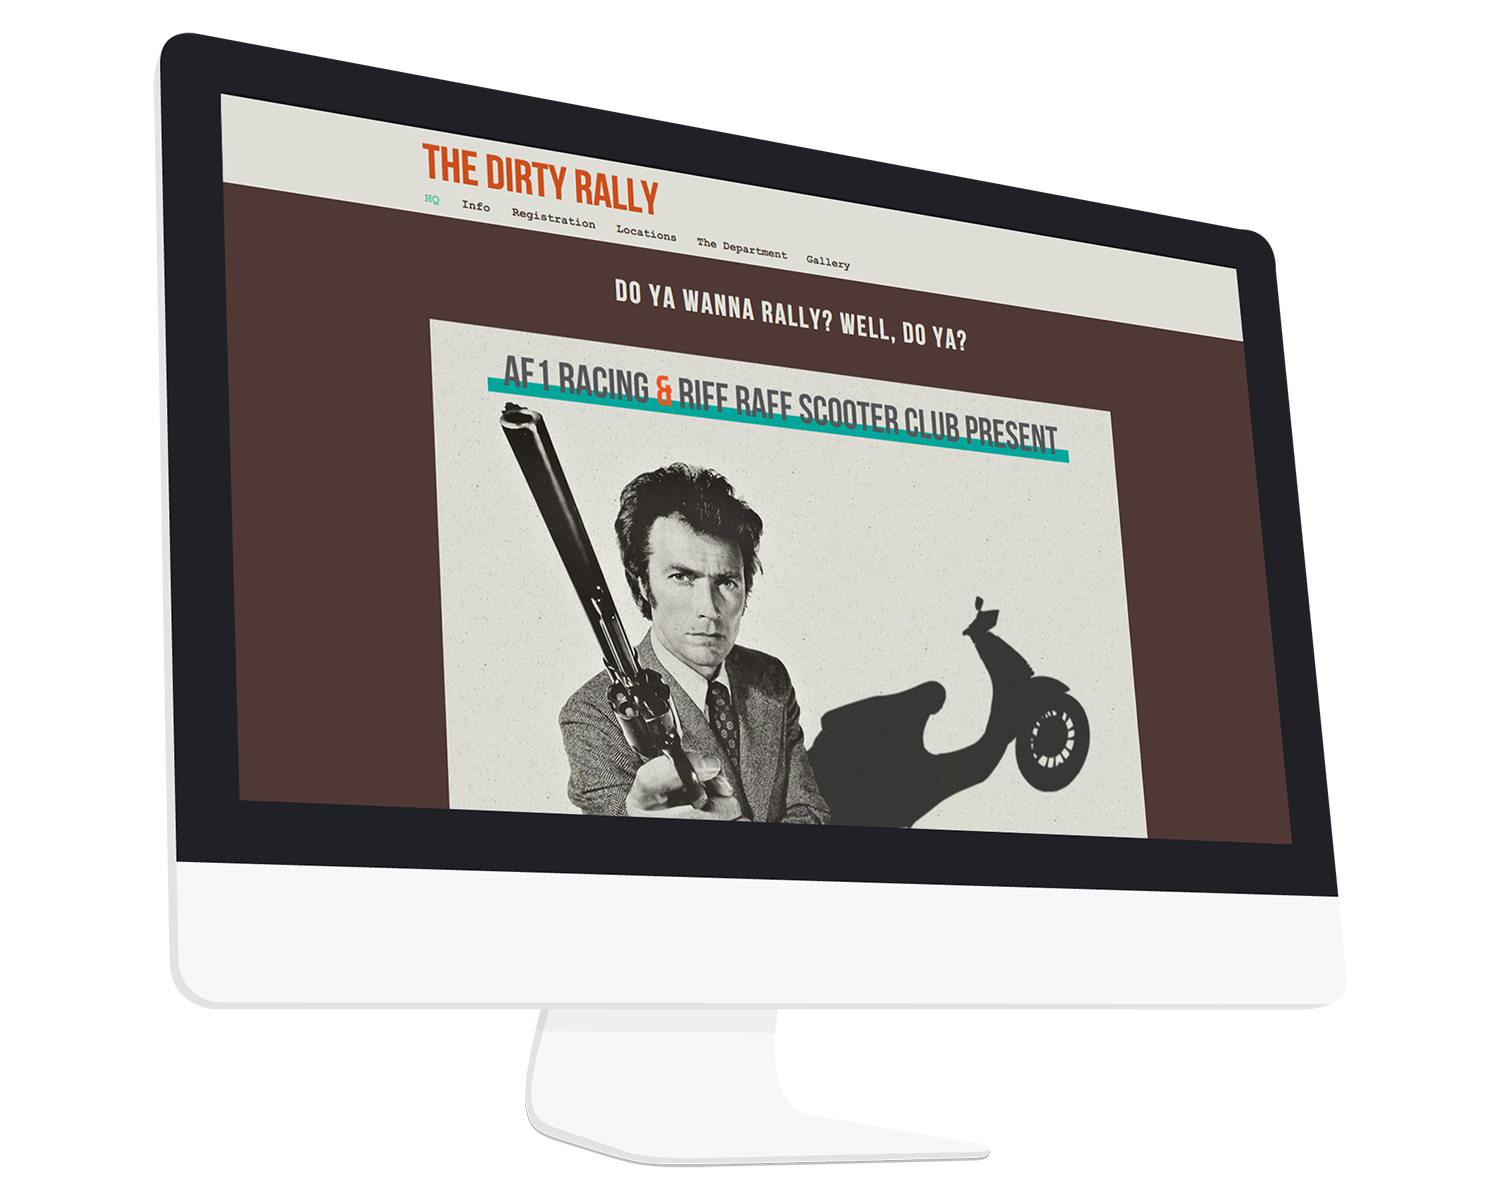 THE DIRTY RALLY
HQ Info Registration Locations The Department Gallery
DO YA WANNA RALLY? WELL, DO YA?
AF1 RACING & RIFF RAFF SCOOTER CLUB PRESENT